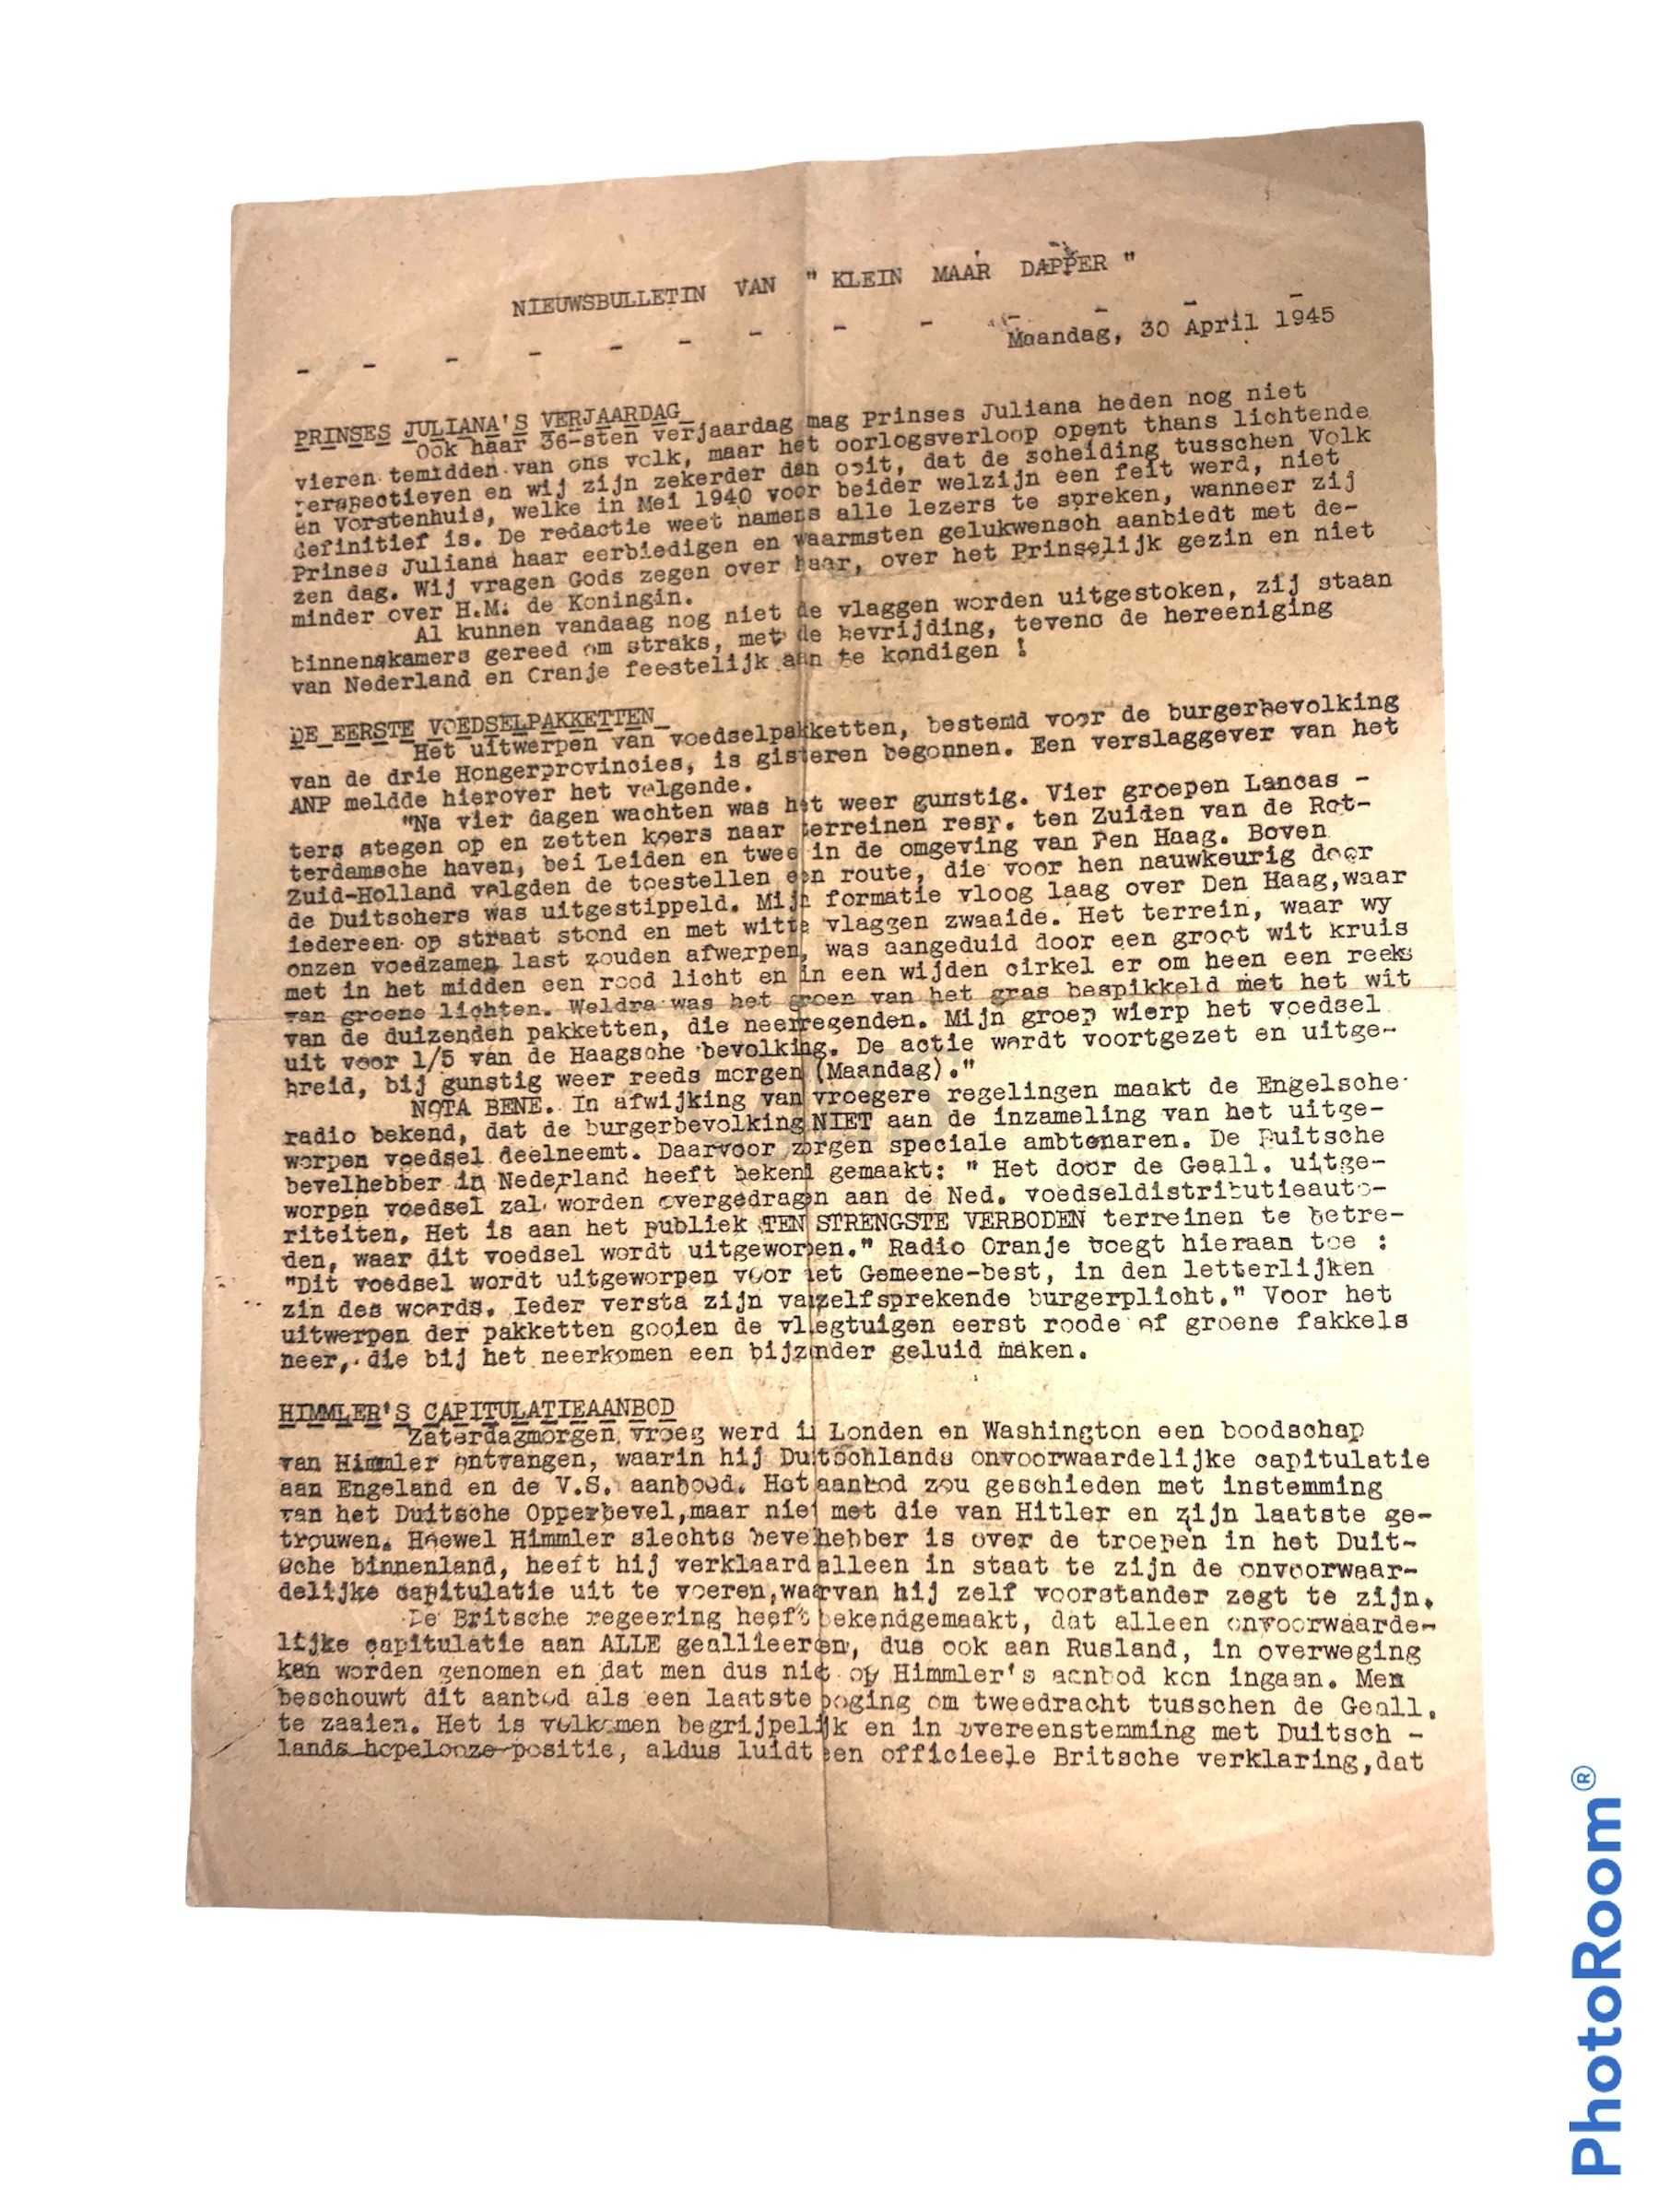 NIEUWSBULLETIN VAN " KLEIN MAAR DAPPER "
- - - - - - - - - - - -
Maandag, 30 April 1945
PRINSES JULIANA'S VERJAARDAG
Ook haar 36-sten verjaardag mag Prinses Juliana heden nog niet
vieren temidden van ons volk, maar het oorlogsverloop opent thans lichtende
perspectieven en wij zijn zekerder dan ooit, dat de scheiding tusschen Volk
en Vorstenhuis, welke in Mei 1940 voor beider welzijn een feit werd, niet
definitief is. De redactie weet namens alle lezers te spreken, wanneer zij
Prinses Juliana haar eerbiedigen en waarmsten gelukwensch aanbiedt met de-
zen dag. Wij vragen Gods zegen over haar, over het Prinselijk gezin en niet
minder over H.M. de Koningin.
Al kunnen vandaag nog niet de vlaggen worden uitgestoken, zij staan
binnenskamers gereed om straks, met de bevrijding, tevens de hereeniging
van Nederland en Oranje feestelijk aan te kondigen !
DE EERSTE VOEDSELPAKKETTEN
Het uitwerpen van voedselpakketten, bestemd voor de burgerbevolking
van de drie Hongerprovincies, is gisteren begonnen. Een verslaggever van het
ANP meldde hierover het volgende.
"Na vier dagen wachten was het weer gunstig. Vier groepen Lancas -
ters stegen op en zetten koers naar terreinen resp. ten Zuiden van de Rot-
terdamsche haven, bei Leiden en twee in de omgeving van Den Haag. Boven
Zuid-Holland volgden de toestellen een route, die voor hen nauwkeurig door
de Duitschers was uitgestippeld. Mijn formatie vloog laag over Den Haag,waar
iedereen op straat stond en met witte vlaggen zwaaide. Het terrein, waar wy
onzen voedzamen last zouden afwerpen, was aangeduid door een groot wit kruis
met in het midden een rood licht en in een wijden cirkel er om heen een reeks
van groene lichten. Weldra was het groen van het gras bespikkeld met het wit
van de duizenden pakketten, die neerregenden. Mijn groep wierp het voedsel
uit voor 1/5 van de Haagsche bevolking. De actie wordt voortgezet en uitge-
breid, bij gunstig weer reeds morgen (Maandag)."
NOTA BENE. In afwijking van vroegere regelingen maakt de Engelsche
radio bekend, dat de burgerbevolking NIET aan de inzameling van het uitge-
worpen voedsel deelneemt. Daarvoor zorgen speciale ambtenaren. De Duitsche
bevelhebber in Nederland heeft bekend gemaakt: " Het door de Geall. uitge-
worpen voedsel zal worden overgedragen aan de Ned. voedseldistributieauto-
riteiten. Het is aan het publiek TEN STRENGSTE VERBODEN terreinen te betre-
den, waar dit voedsel wordt uitgeworpen." Radio Oranje voegt hieraan toe :
"Dit voedsel wordt uitgeworpen voor het Gemeene-best, in den letterlijken
zin des woords. Ieder versta zijn vanzelfsprekende burgerplicht." Voor het
uitwerpen der pakketten gooien de vliegtuigen eerst roode of groene fakkels
neer, die bij het neerkomen een bijzonder geluid maken.
HIMMLER'S CAPITULATIEAANBOD
Zaterdagmorgen vroeg werd in Londen en Washington een boodschap
van Himmler ontvangen, waarin hij Duitschlands onvoorwaardelijke capitulatie
aan Engeland en de V.S. aanbood. Het aanbod zou geschieden met instemming
van het Duitsche Opperbevel,maar niet met die van Hitler en zijn laatste ge-
trouwen. Hoewel Himmler slechts bevelhebber is over de troepen in het Duit-
sche binnenland, heeft hij verklaard alleen in staat te zijn de onvoorwaar-
delijke capitulatie uit te voeren,waarvan hij zelf voorstander zegt te zijn.
De Britsche regeering heeft bekendgemaakt, dat alleen onvoorwaarde-
lijke capitulatie aan ALLE geallieerden, dus ook aan Rusland, in overweging
kan worden genomen en dat men dus niet op Himmler's aanbod kon ingaan. Men
beschouwt dit aanbod als een laatste poging om tweedracht tusschen de Geall.
te zaaien. Het is volkomen begrijpelijk en in overeenstemming met Duitsch -
lands hopelooze positie, aldus luidt een officieele Britsche verklaring,dat
QMS
PhotoRoom®